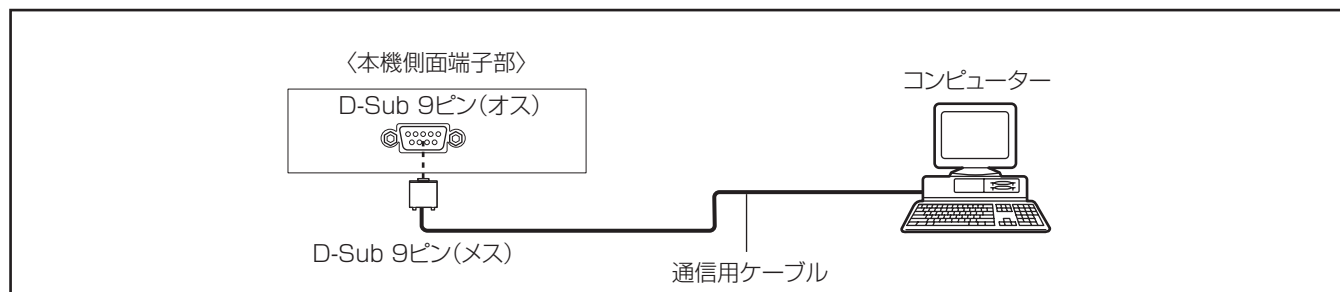 〈本機側面端子部〉
D-Sub 9ピン(オス)
コンピューター
D-Sub 9ピン(メス)
通信用ケーブル